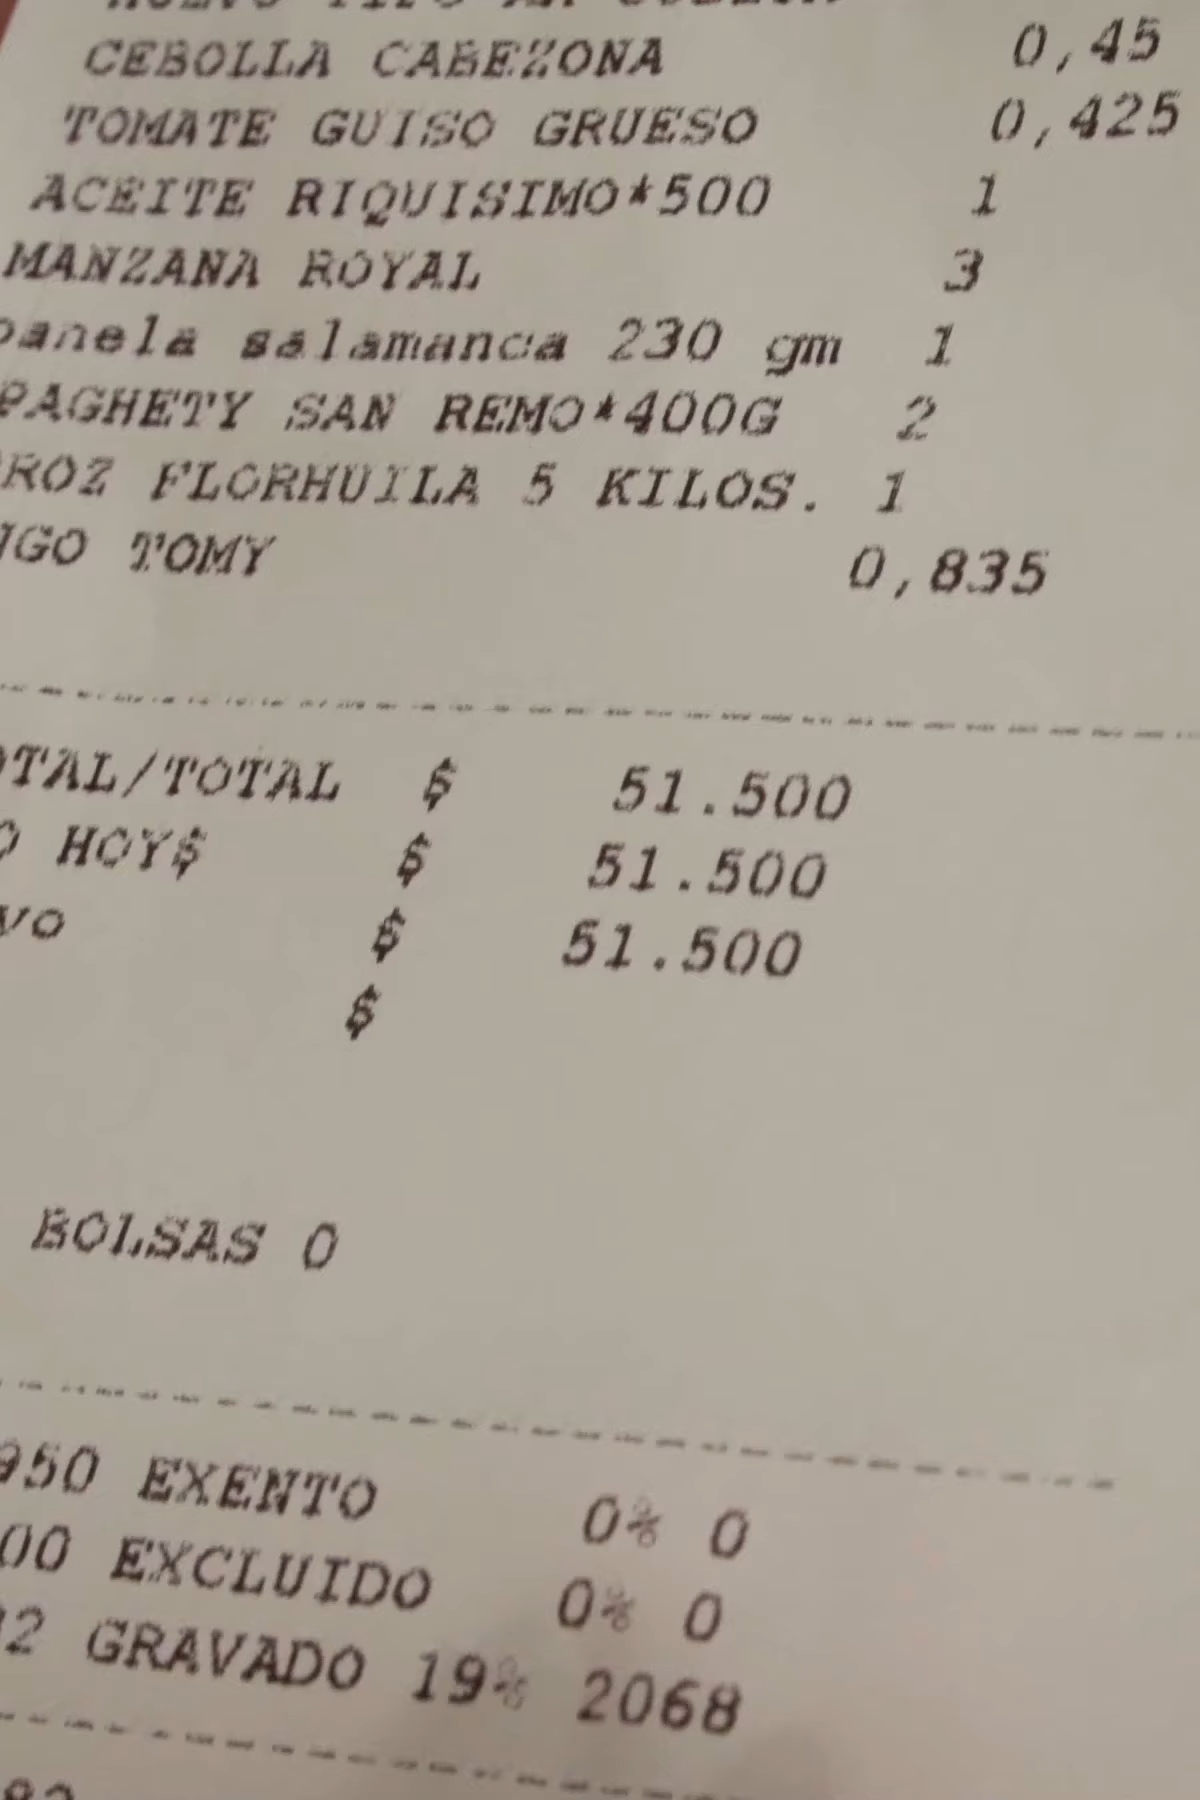 CEBOLLA CABEZONA 0,45
TOMATE GUISO GRUESO 0,425
ACEITE RIQUISIMO*500 1
MANZANA ROYAL 3
panela salamanca 230 gm 1
PAGHETY SAN REMO*400G 2
ROZ FLORHUILA 5 KILOS. 1
NGO TOMY 0,835
OTAL/TOTAL $ 51.500
O HOY$ $ 51.500
vo $ 51.500
$
BOLSAS 0
950 EXENTO 0% 0
00 EXCLUIDO 0% 0
2 GRAVADO 19% 2068